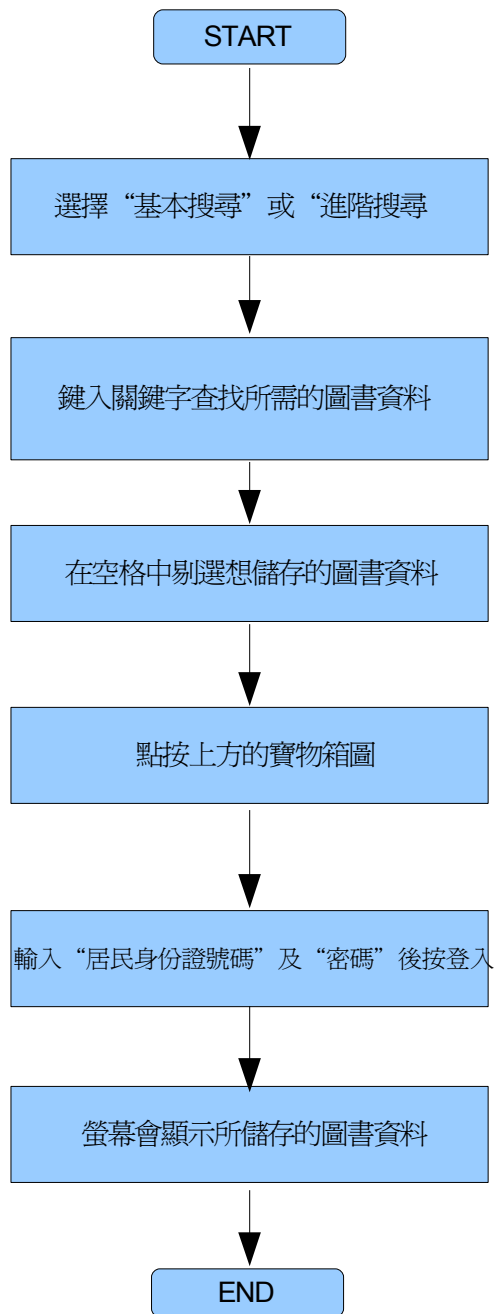 START
選擇“基本搜尋”或“進階搜尋
鍵入關鍵字查找所需的圖書資料
在空格中剔選想儲存的圖書資料
點按上方的寶物箱圖
輸入“居民身份證號碼”及“密碼”後按登入
螢幕會顯示所儲存的圖書資料
END